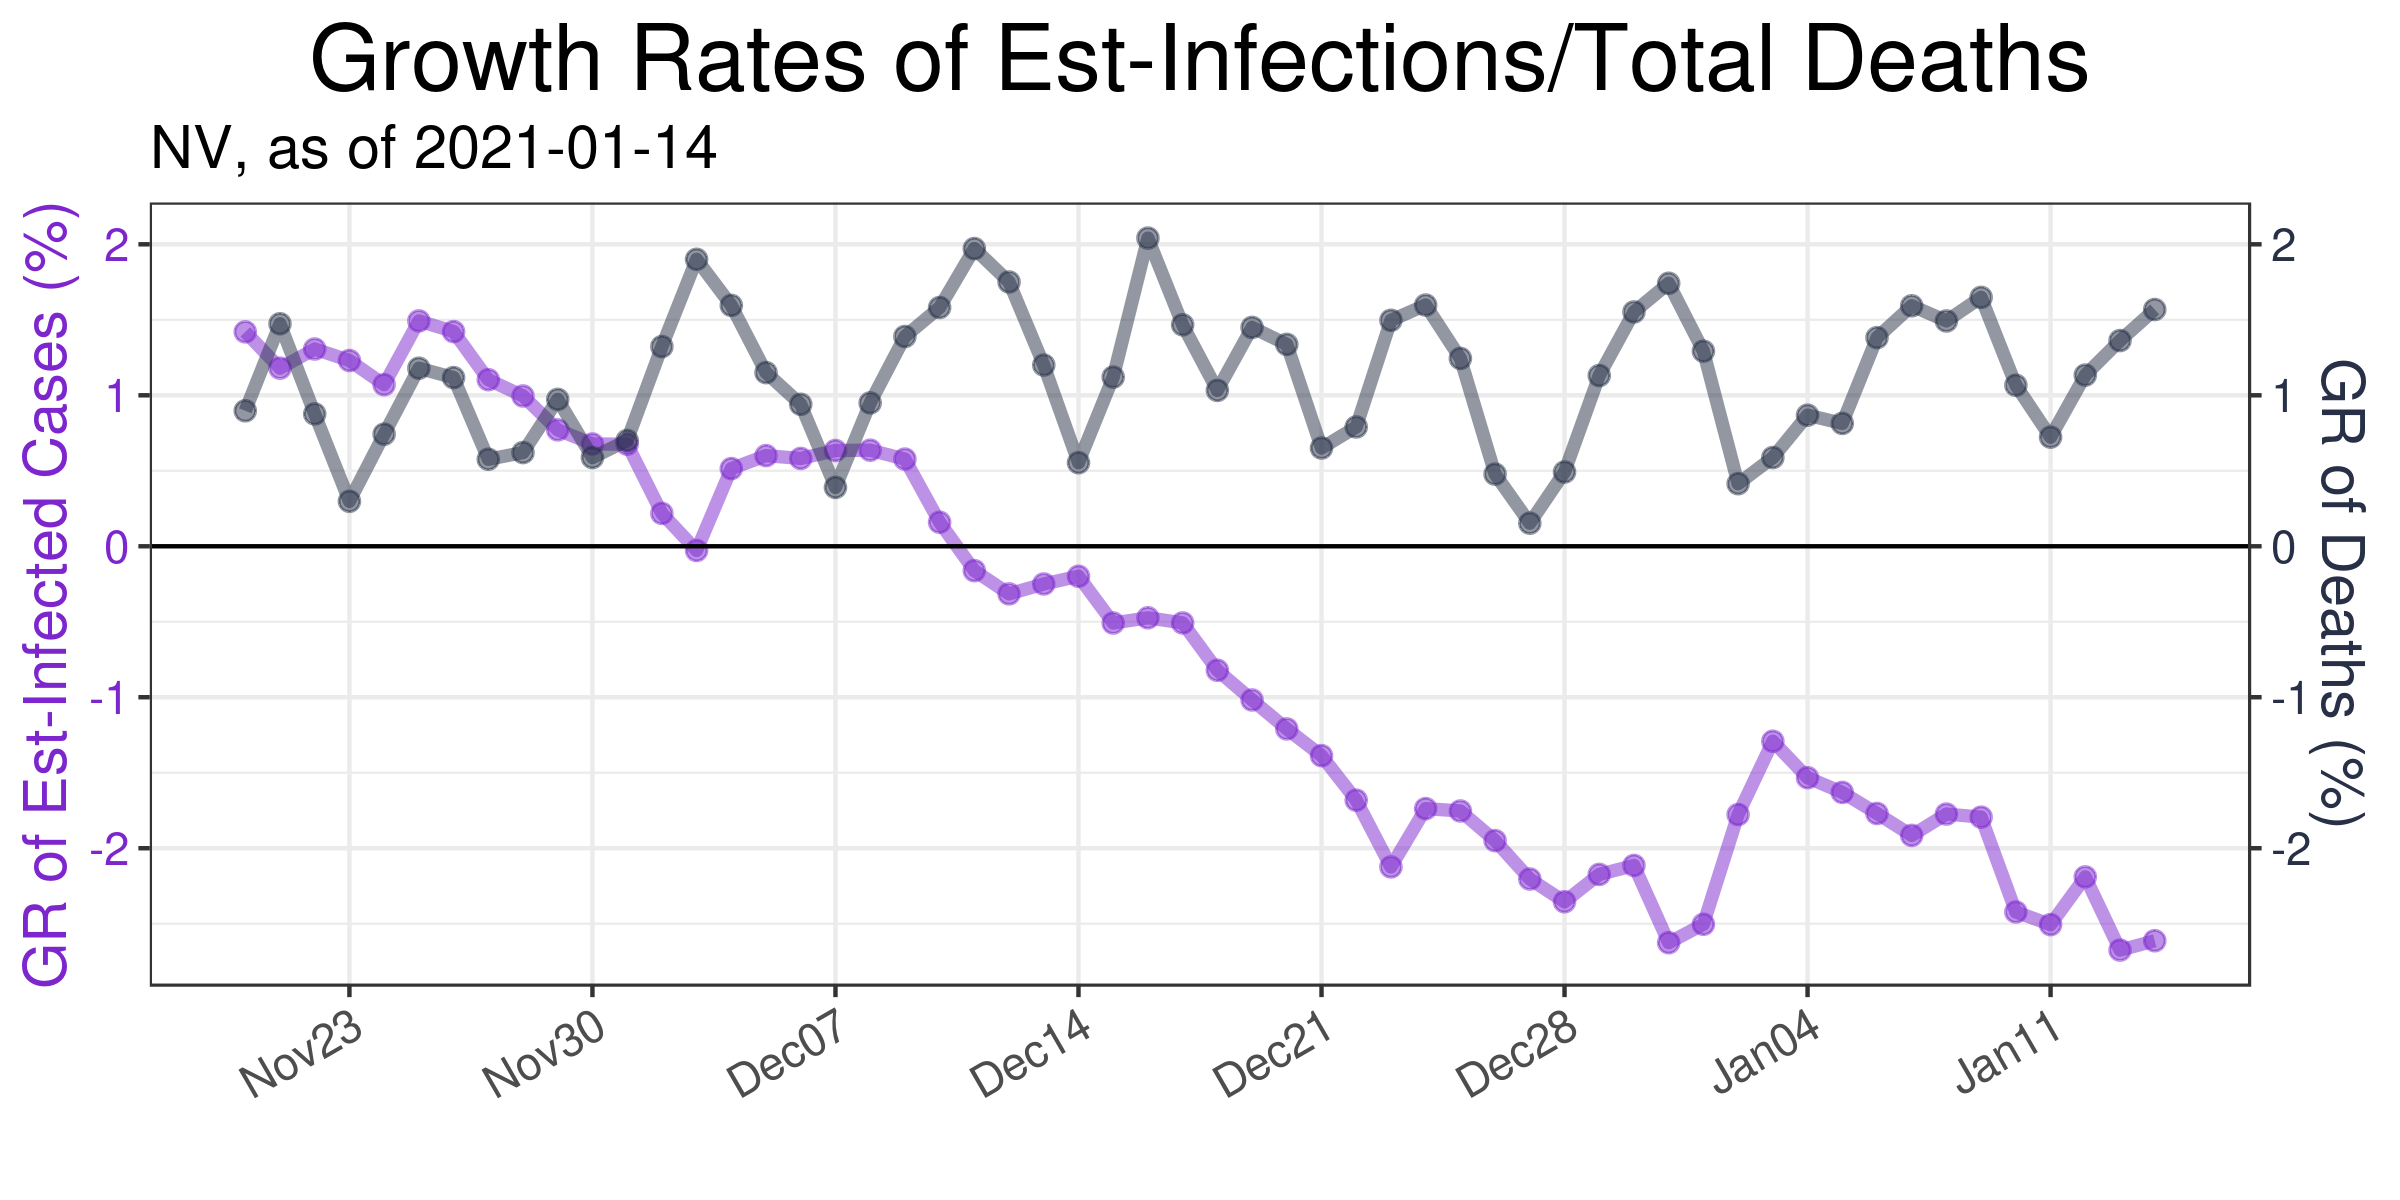 Growth Rates of Est-Infections/Total Deaths
NV, as of 2021-01-14
GR of Est-Infected Cases (%)
2
1
0
-1
-2
2
1
0
-1
-2
GR of Deaths (%)
Nov23
Nov30
Dec07
Dec14
Dec21
Dec28
Jan04
Jan11